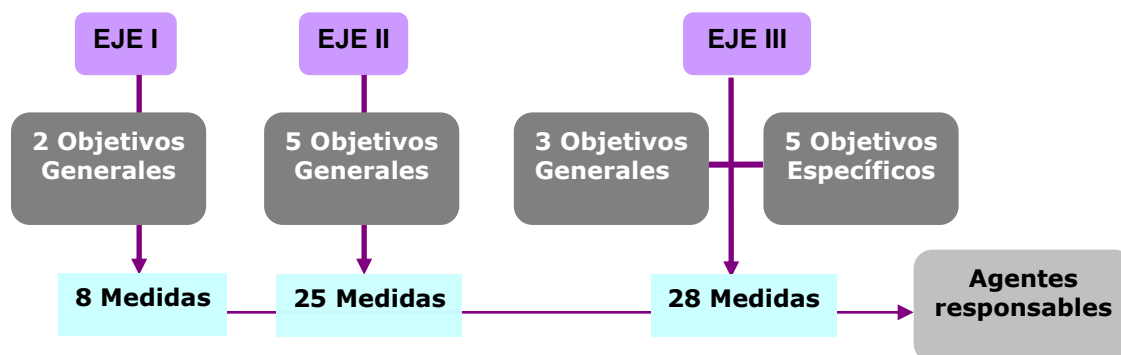 EJE I
EJE II
EJE III
2 Objetivos
Generales
5 Objetivos
Generales
3 Objetivos
Generales
5 Objetivos
Específicos
8 Medidas
25 Medidas
28 Medidas
Agentes
responsables